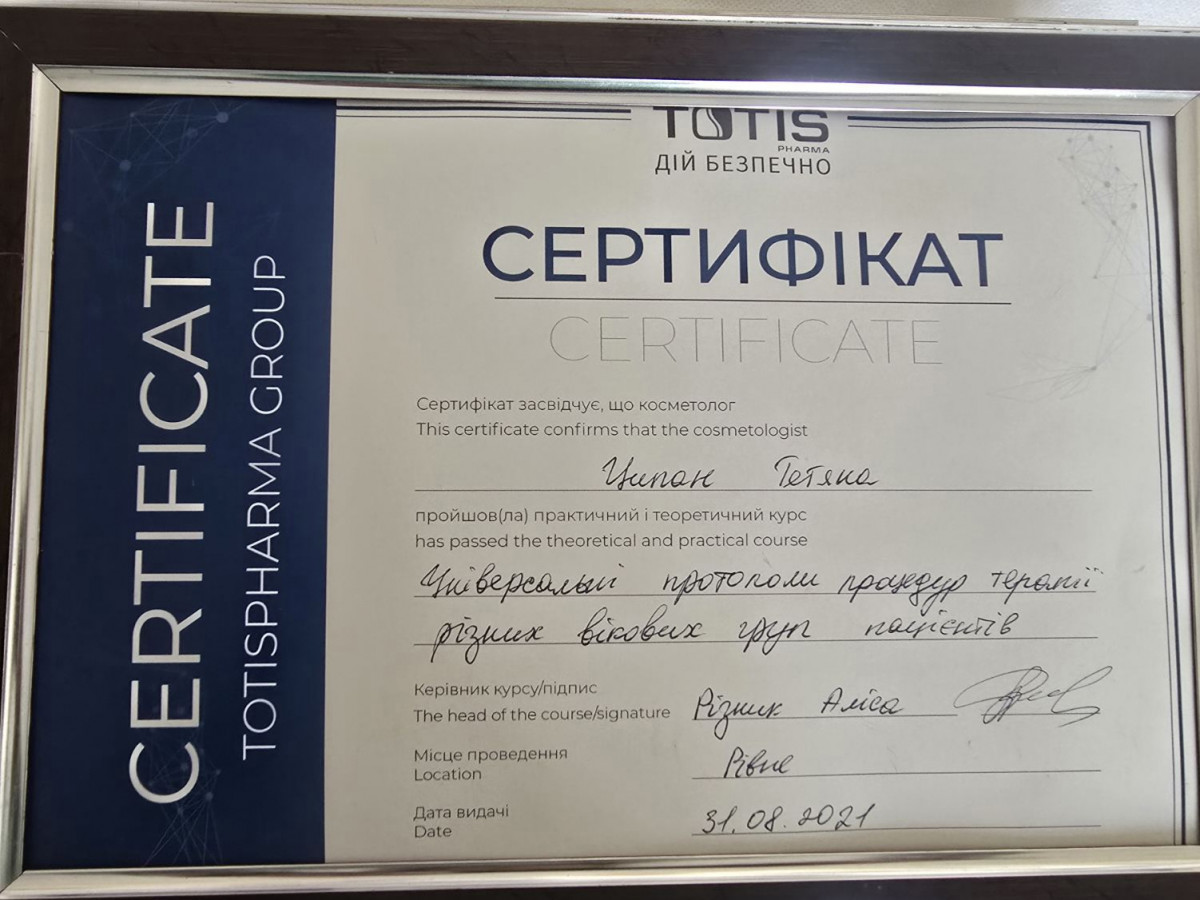 CERTIFICATE
TOTISPHARMA GROUP
TOTIS
PHARMA
ДІЙ БЕЗПЕЧНО
СЕРТИФІКАТ
CERTIFICATE
Сертифікат засвідчує, що косметолог
This certificate confirms that the cosmetologist
Ципан Тетяна
пройшов(ла) практичний і теоретичний курс
has passed the theoretical and practical course
Універсальні протоколи процедур терапії
різних вікових груп пацієнтів
Керівник курсу/підпис
The head of the course/signature Різник Аліса
Місце проведення
Location Рівне
Дата видачі
Date 31.08.2021